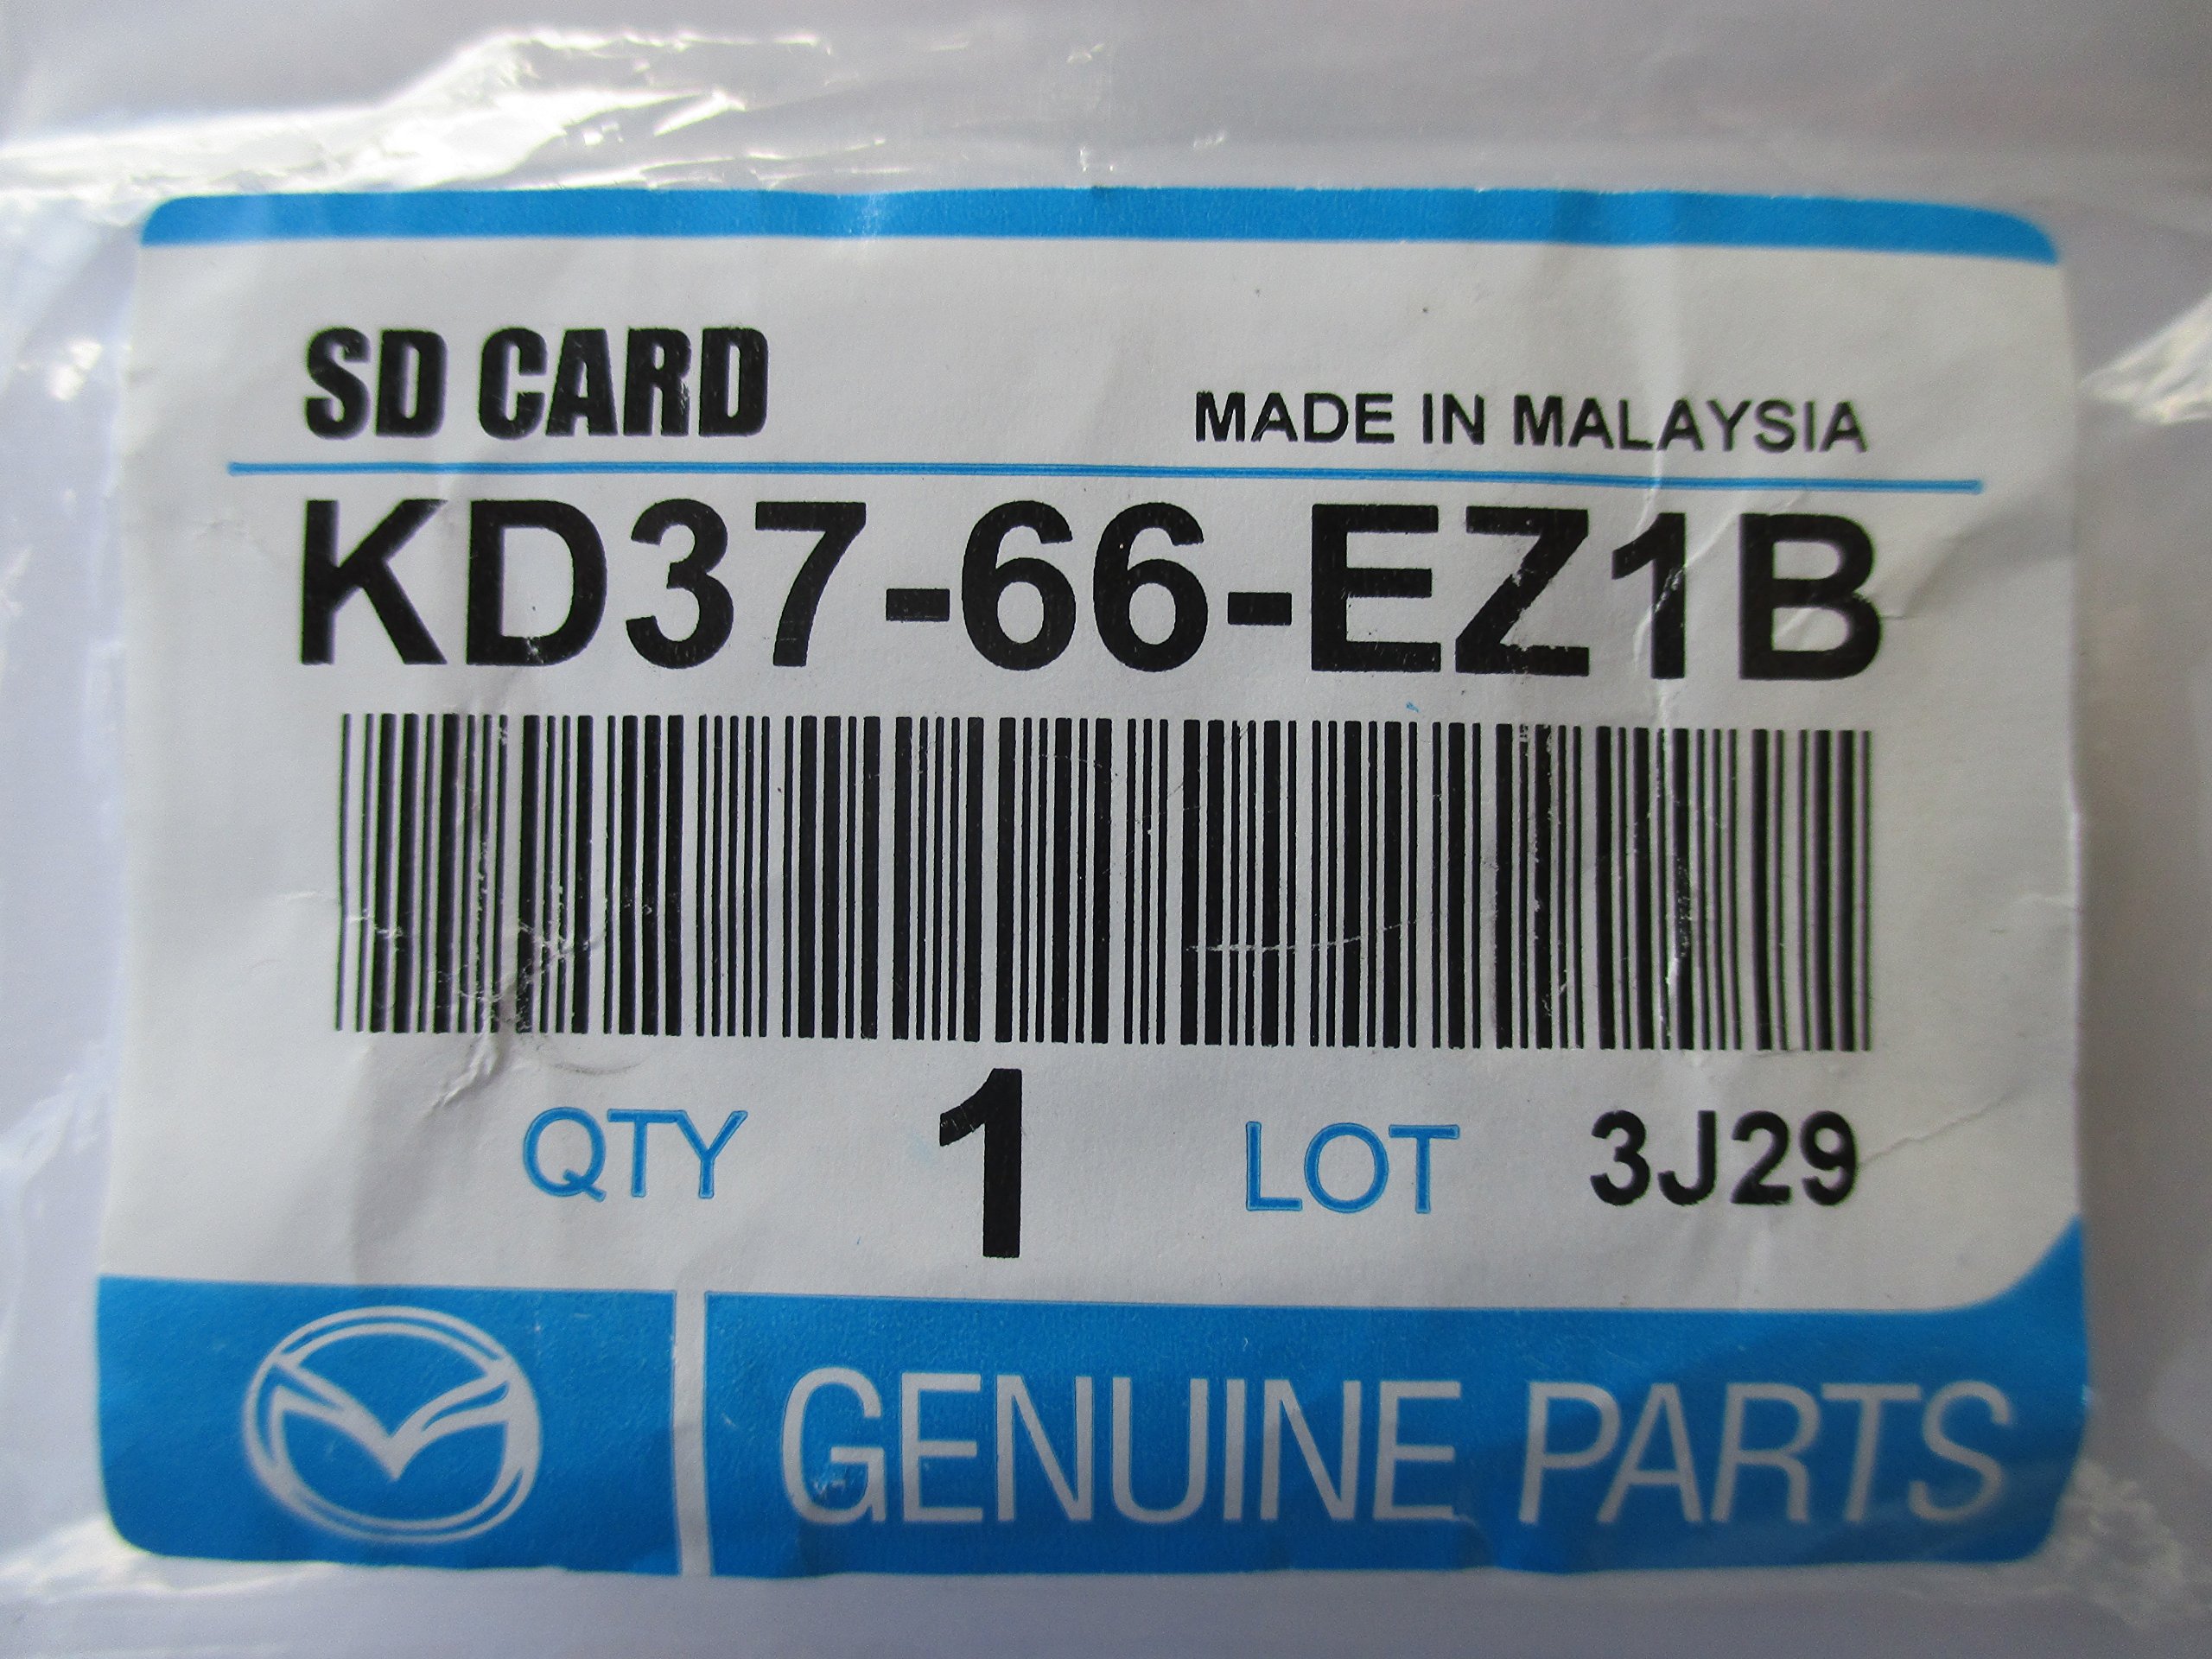 SD CARD
MADE IN MALAYSIA
KD37-66-EZ1B
QTY 1 LOT 3J29
GENUINE PARTS